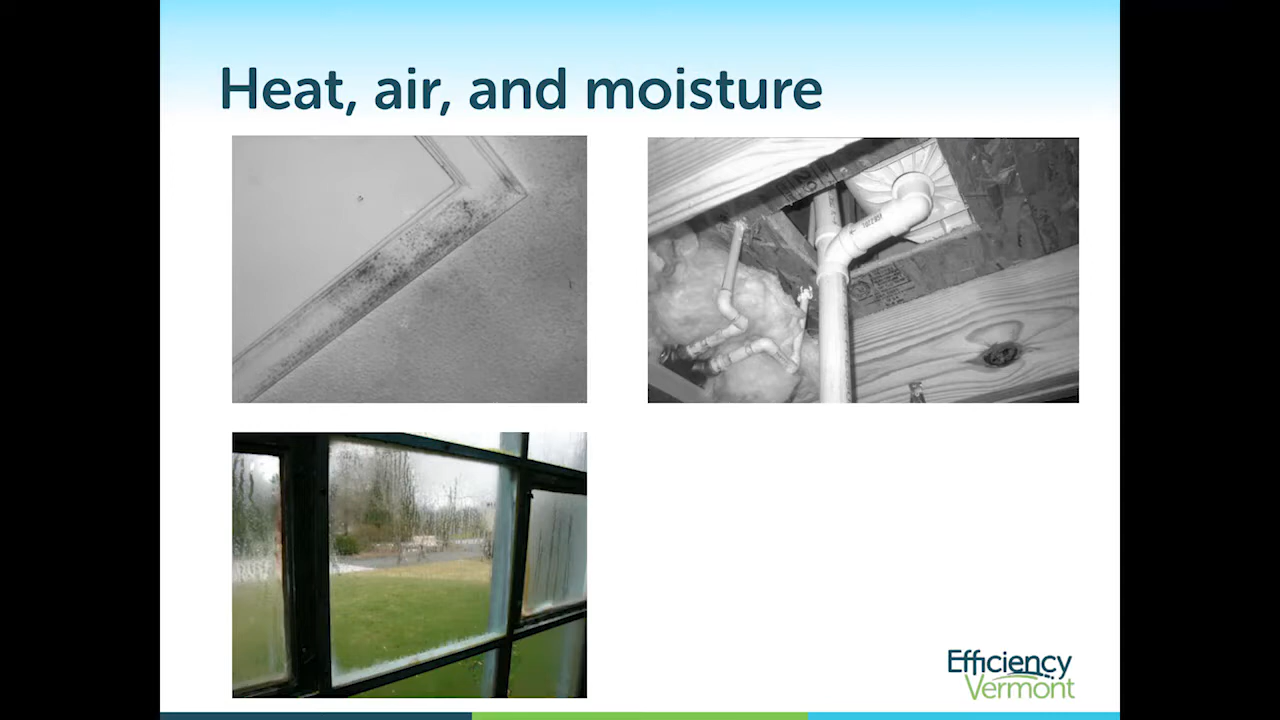 Heat, air, and moisture
Efficiency
Vermont